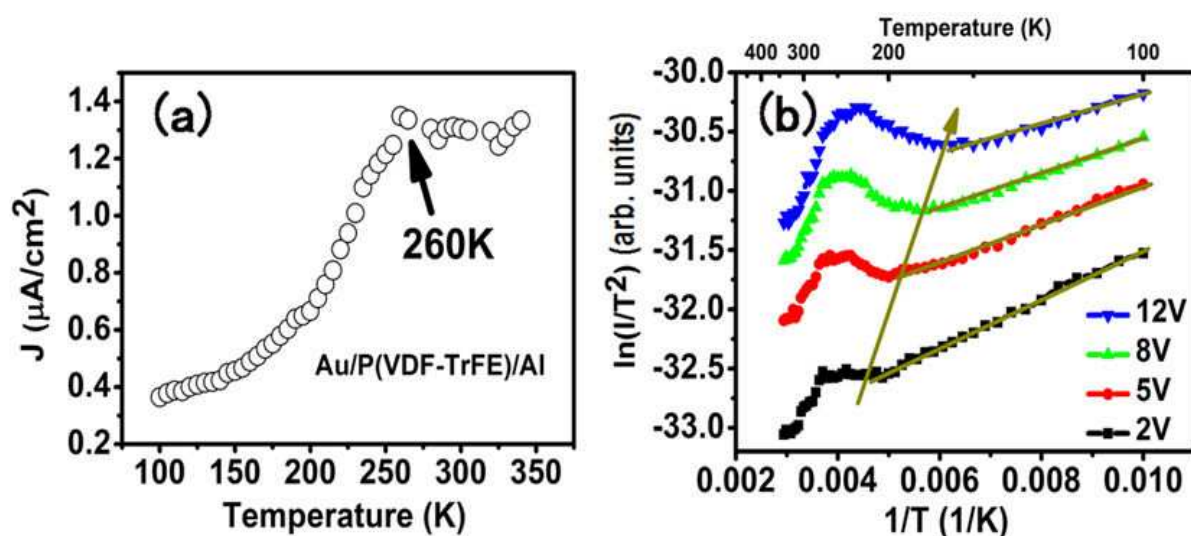 (a)
1.4
1.2
1.0
0.8
0.6
0.4
0.2
J (μA/cm²)
260K
Au/P(VDF-TrFE)/Al
100 150 200 250 300 350
Temperature (K)
Temperature (K)
400 300 200 100
(b)
-30.0
-30.5
-31.0
-31.5
-32.0
-32.5
-33.0
ln(I/T²) (arb. units)
12V
8V
5V
2V
0.002 0.004 0.006 0.008 0.010
1/T (1/K)